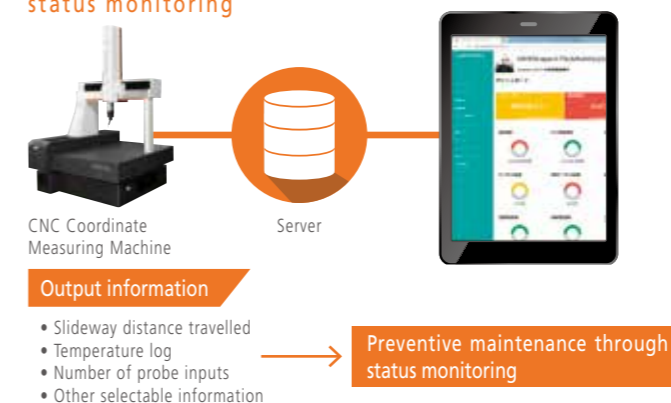 status monitoring
CNC Coordinate
Measuring Machine
Server
Output information
• Slideway distance travelled
• Temperature log
• Number of probe inputs
• Other selectable information
Preventive maintenance through
status monitoring